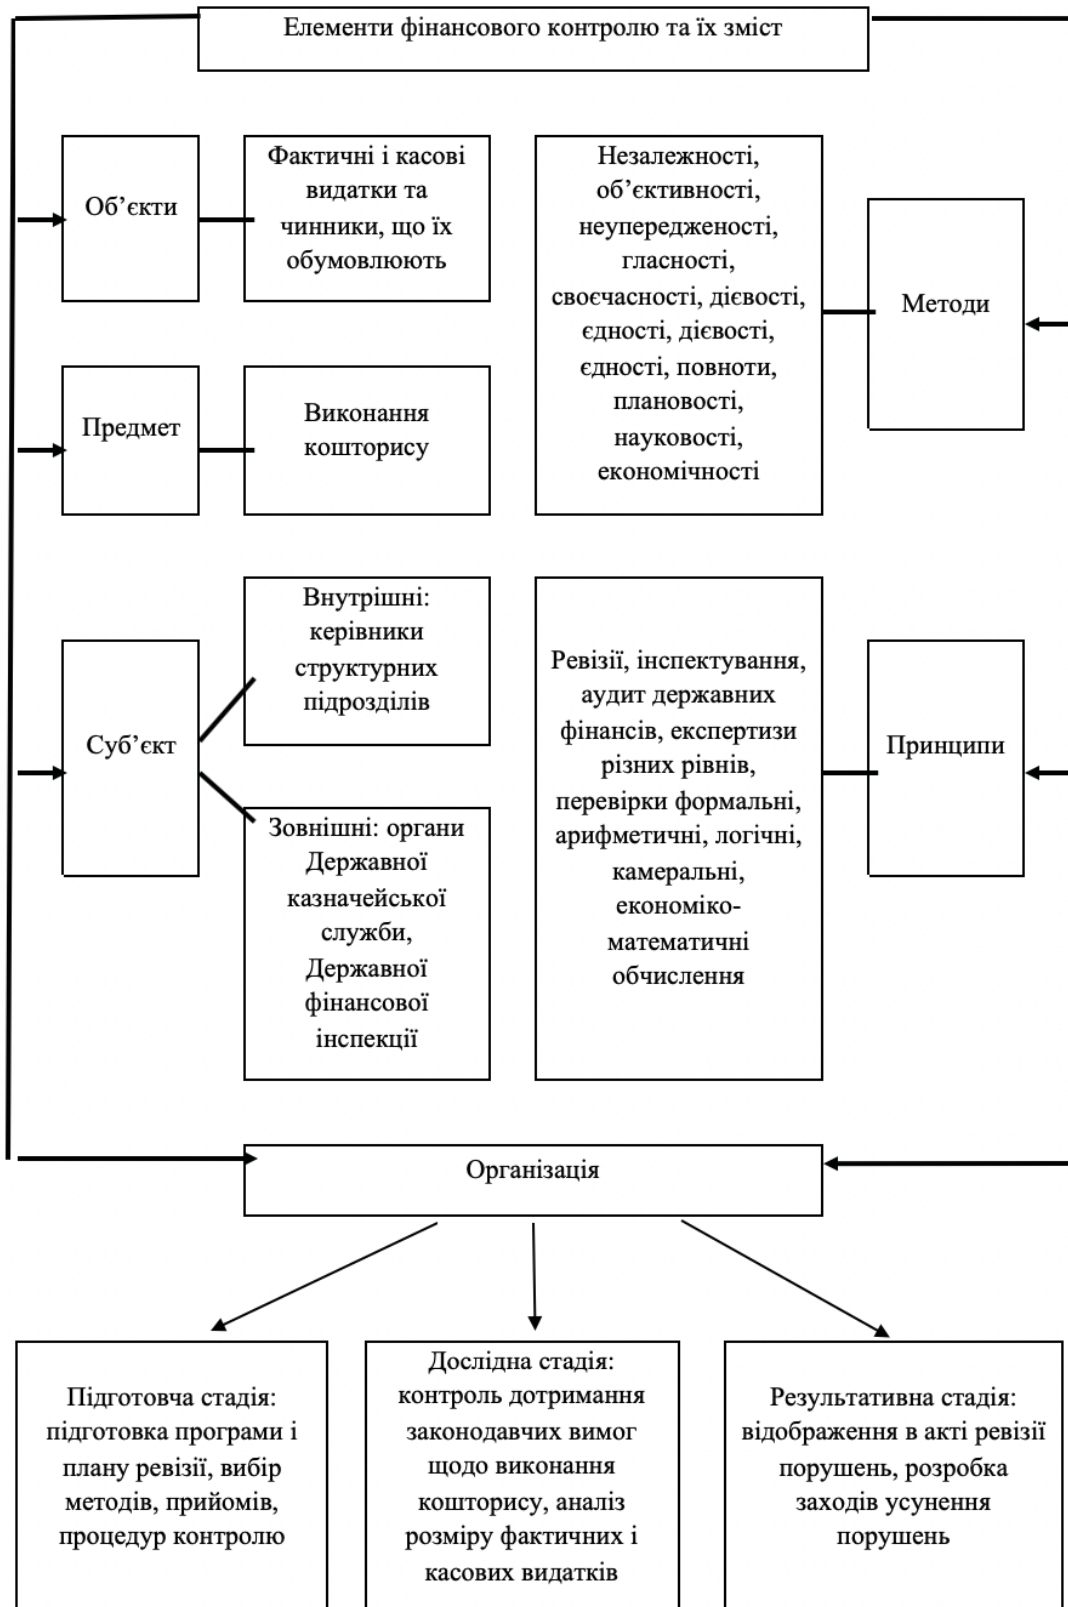 Елементи фінансового контролю та їх зміст
Об’єкти
Фактичні і касові
видатки та
чинники, що їх
обумовлюють
Незалежності,
об’єктивності,
неупередженості,
гласності,
своєчасності, дієвості,
єдності, дієвості,
єдності, повноти,
плановості,
науковості,
економічності
Методи
Предмет
Виконання
кошторису
Суб’єкт
Внутрішні:
керівники
структурних
підрозділів
Зовнішні: органи
Державної
казначейської
служби,
Державної
фінансової
інспекції
Ревізії, інспектування,
аудит державних
фінансів, експертизи
різних рівнів,
перевірки формальні,
арифметичні, логічні,
камеральні,
економіко-
математичні
обчислення
Принципи
Організація
Підготовча стадія:
підготовка програми і
плану ревізії, вибір
методів, прийомів,
процедур контролю
Дослідна стадія:
контроль дотримання
законодавчих вимог
щодо виконання
кошторису, аналіз
розміру фактичних і
касових видатків
Результативна стадія:
відображення в акті ревізії
порушень, розробка
заходів усунення
порушень